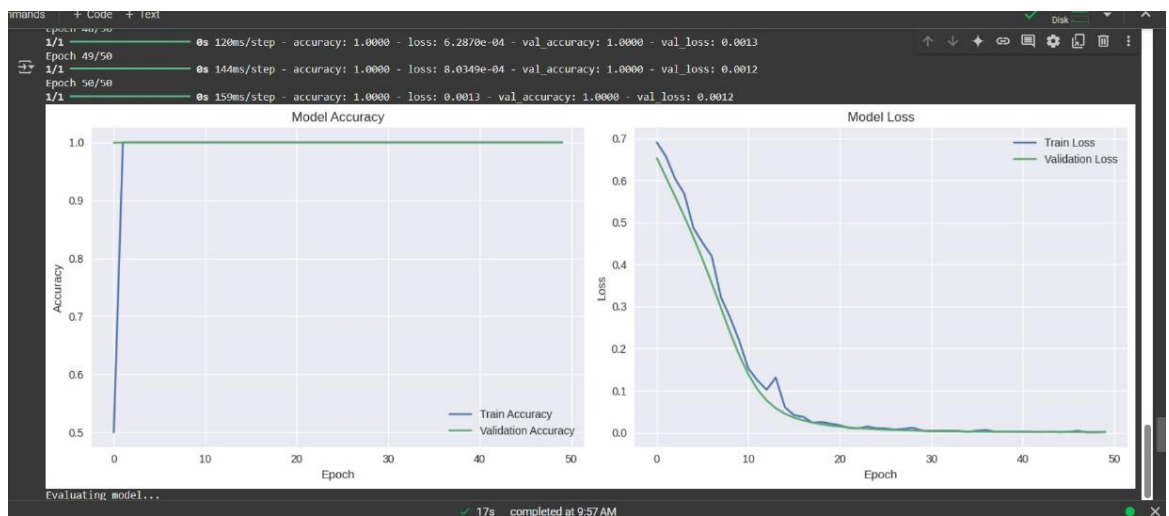 mands + Code + Text
Disk
Epoch 48/50
1/1 0s 120ms/step - accuracy: 1.0000 - loss: 6.2870e-04 - val_accuracy: 1.0000 - val_loss: 0.0013
Epoch 49/50
1/1 0s 144ms/step - accuracy: 1.0000 - loss: 8.0349e-04 - val_accuracy: 1.0000 - val_loss: 0.0012
Epoch 50/50
1/1 0s 159ms/step - accuracy: 1.0000 - loss: 0.0013 - val_accuracy: 1.0000 - val_loss: 0.0012
Model Accuracy
1.0
0.9
0.8
0.7
0.6
0.5
Accuracy
0 10 20 30 40 50
Epoch
Train Accuracy
Validation Accuracy
Model Loss
0.7
0.6
0.5
0.4
0.3
0.2
0.1
0.0
Loss
0 10 20 30 40 50
Epoch
Train Loss
Validation Loss
Evaluating model...
17s completed at 9:57 AM